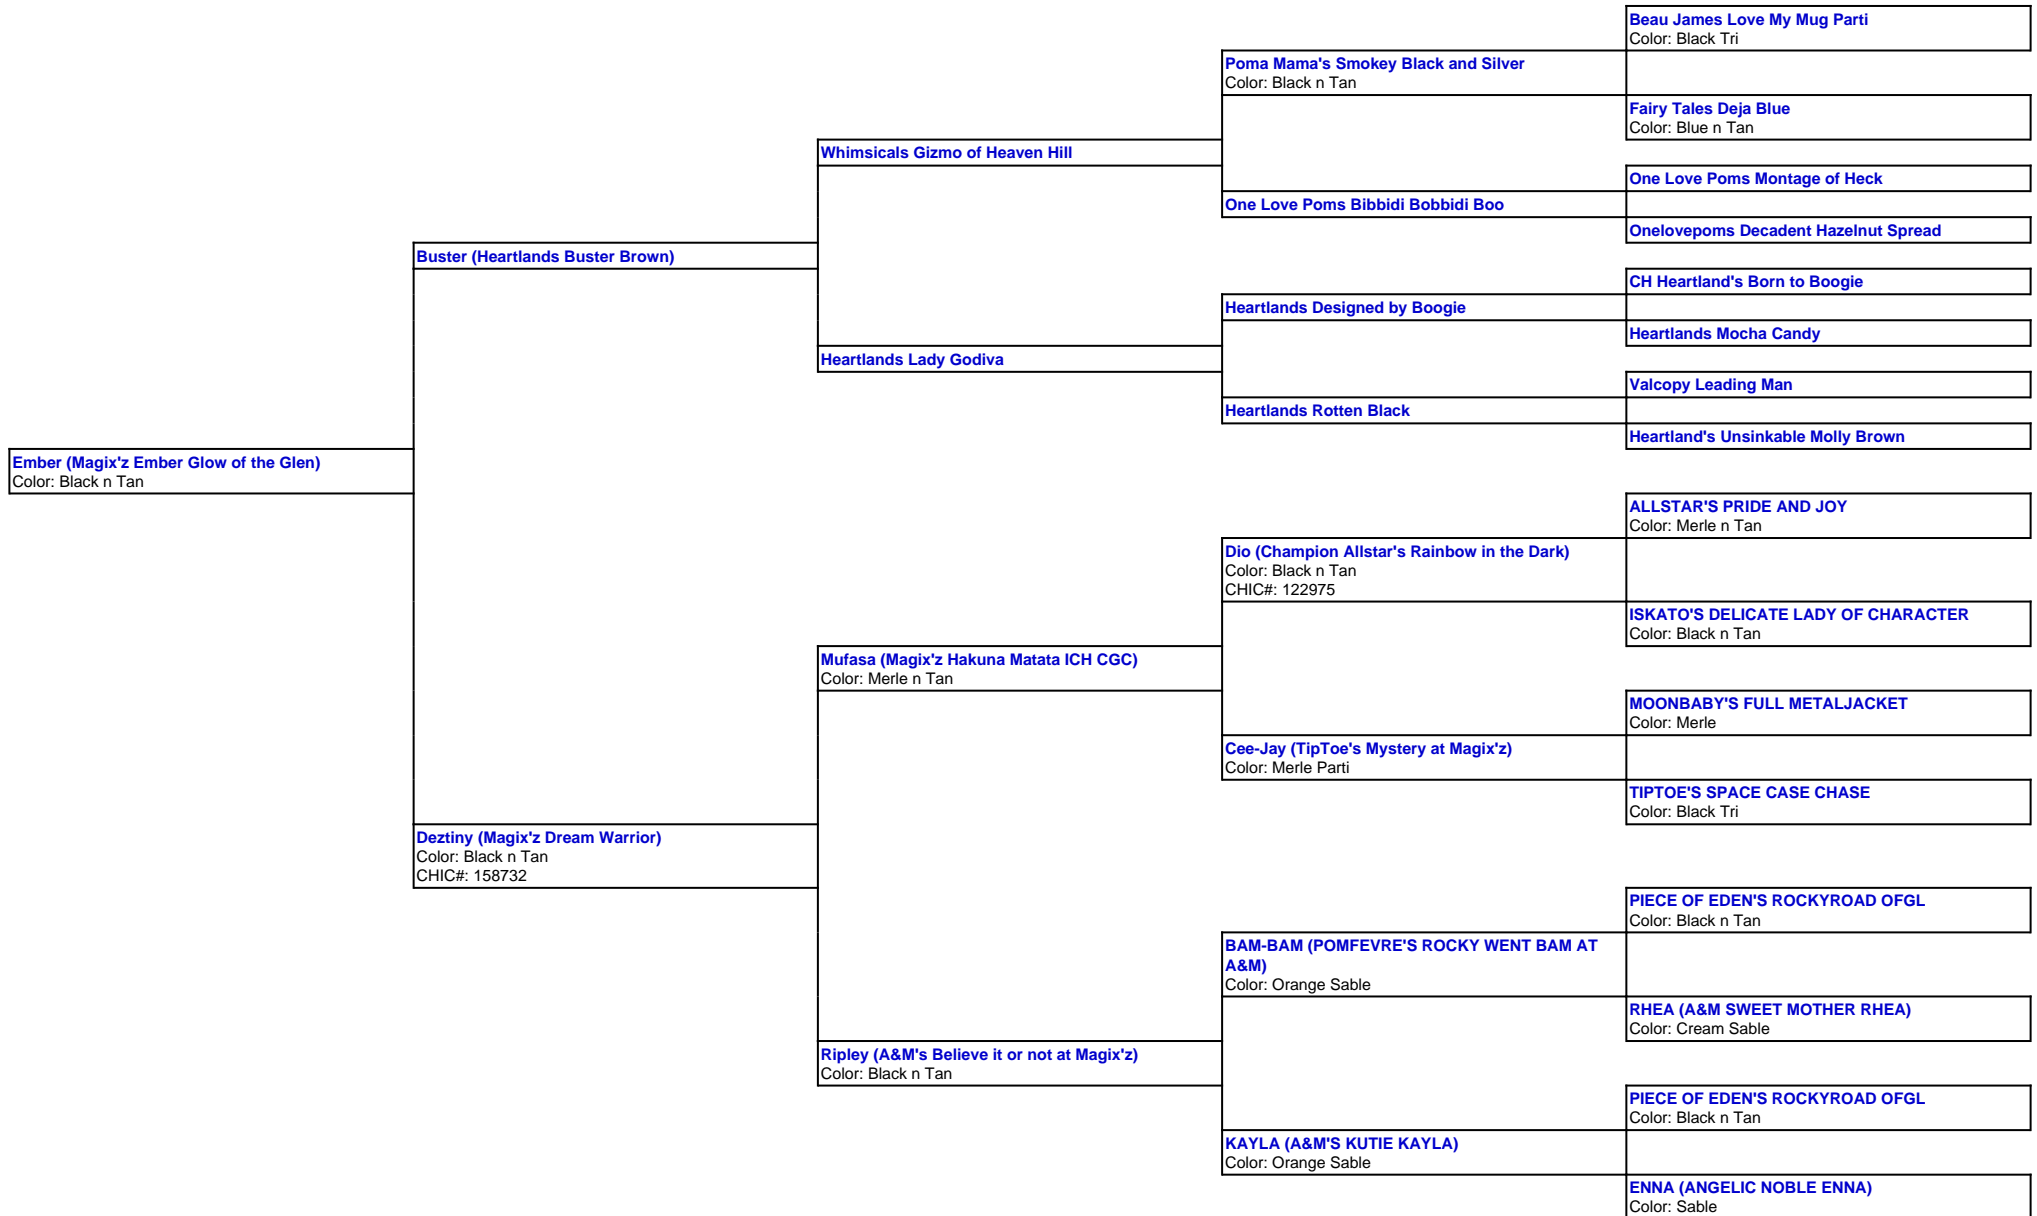 Beau James Love My Mug Parti
Color: Black Tri
Poma Mama's Smokey Black and Silver
Color: Black n Tan
Fairy Tales Deja Blue
Color: Blue n Tan
Whimsicals Gizmo of Heaven Hill
One Love Poms Montage of Heck
One Love Poms Bibbidi Bobbidi Boo
Onelovepoms Decadent Hazelnut Spread
Buster (Heartlands Buster Brown)
CH Heartland's Born to Boogie
Heartlands Designed by Boogie
Heartlands Mocha Candy
Heartlands Lady Godiva
Valcopy Leading Man
Heartlands Rotten Black
Heartland's Unsinkable Molly Brown
Ember (Magix'z Ember Glow of the Glen)
Color: Black n Tan
ALLSTAR'S PRIDE AND JOY
Color: Merle n Tan
Dio (Champion Allstar's Rainbow in the Dark)
Color: Black n Tan
CHIC#: 122975
ISKATO'S DELICATE LADY OF CHARACTER
Color: Black n Tan
Mufasa (Magix'z Hakuna Matata ICH CGC)
Color: Merle n Tan
MOONBABY'S FULL METALJACKET
Color: Merle
Cee-Jay (TipToe's Mystery at Magix'z)
Color: Merle Parti
TIPTOE'S SPACE CASE CHASE
Color: Black Tri
Deztiny (Magix'z Dream Warrior)
Color: Black n Tan
CHIC#: 158732
PIECE OF EDEN'S ROCKYROAD OFGL
Color: Black n Tan
BAM-BAM (POMFEVRE'S ROCKY WENT BAM AT
A&M)
Color: Orange Sable
RHEA (A&M SWEET MOTHER RHEA)
Color: Cream Sable
Ripley (A&M's Believe it or not at Magix'z)
Color: Black n Tan
PIECE OF EDEN'S ROCKYROAD OFGL
Color: Black n Tan
KAYLA (A&M'S KUTIE KAYLA)
Color: Orange Sable
ENNA (ANGELIC NOBLE ENNA)
Color: Sable